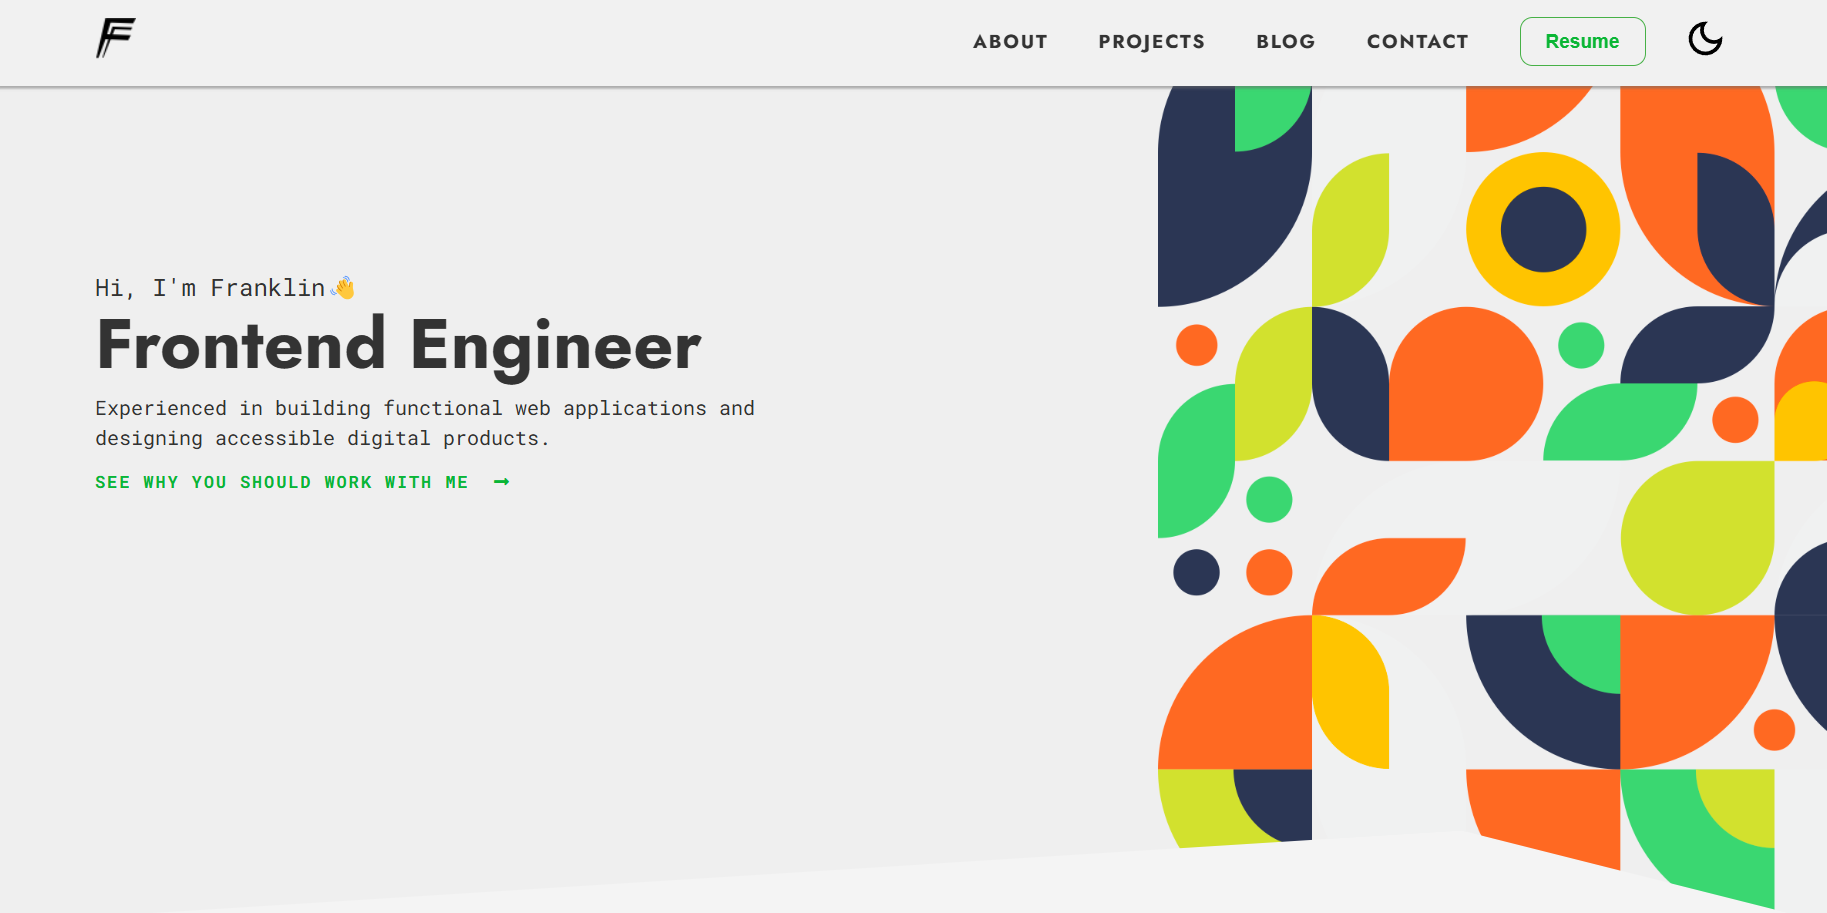 ABOUT PROJECTS BLOG CONTACT Resume
Hi, I'm Franklin👋
Frontend Engineer
Experienced in building functional web applications and
designing accessible digital products.
SEE WHY YOU SHOULD WORK WITH ME →